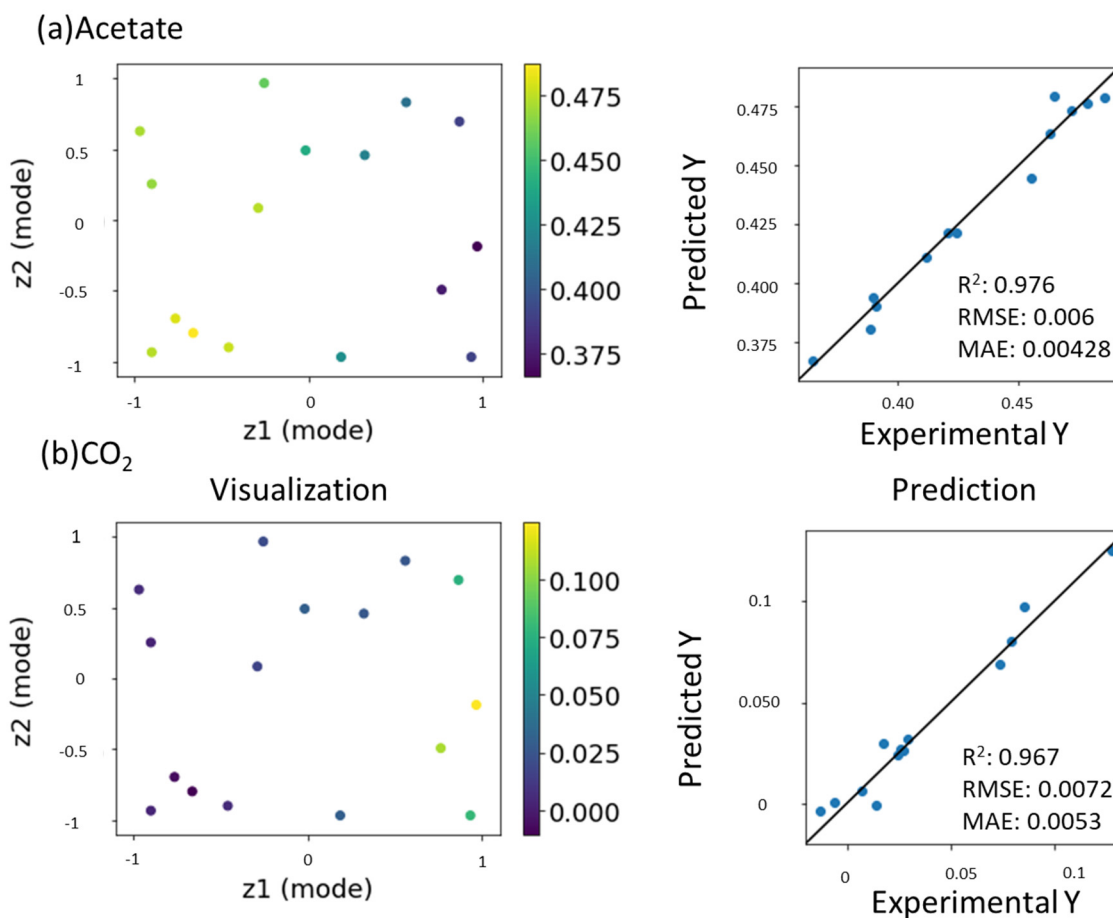 (a)Acetate
1
0.5
0
-0.5
-1
z2 (mode)
-1
0
1
z1 (mode)
0.475
0.450
0.425
0.400
0.375
0.475
0.450
0.425
0.400
0.375
Predicted Y
R²: 0.976
RMSE: 0.006
MAE: 0.00428
0.40
0.45
Experimental Y
(b)CO₂
Visualization
Prediction
1
0.5
0
-0.5
-1
z2 (mode)
-1
0
1
z1 (mode)
0.100
0.075
0.050
0.025
0.000
0.1
0.050
0
Predicted Y
R²: 0.967
RMSE: 0.0072
MAE: 0.0053
0
0.05
0.1
Experimental Y